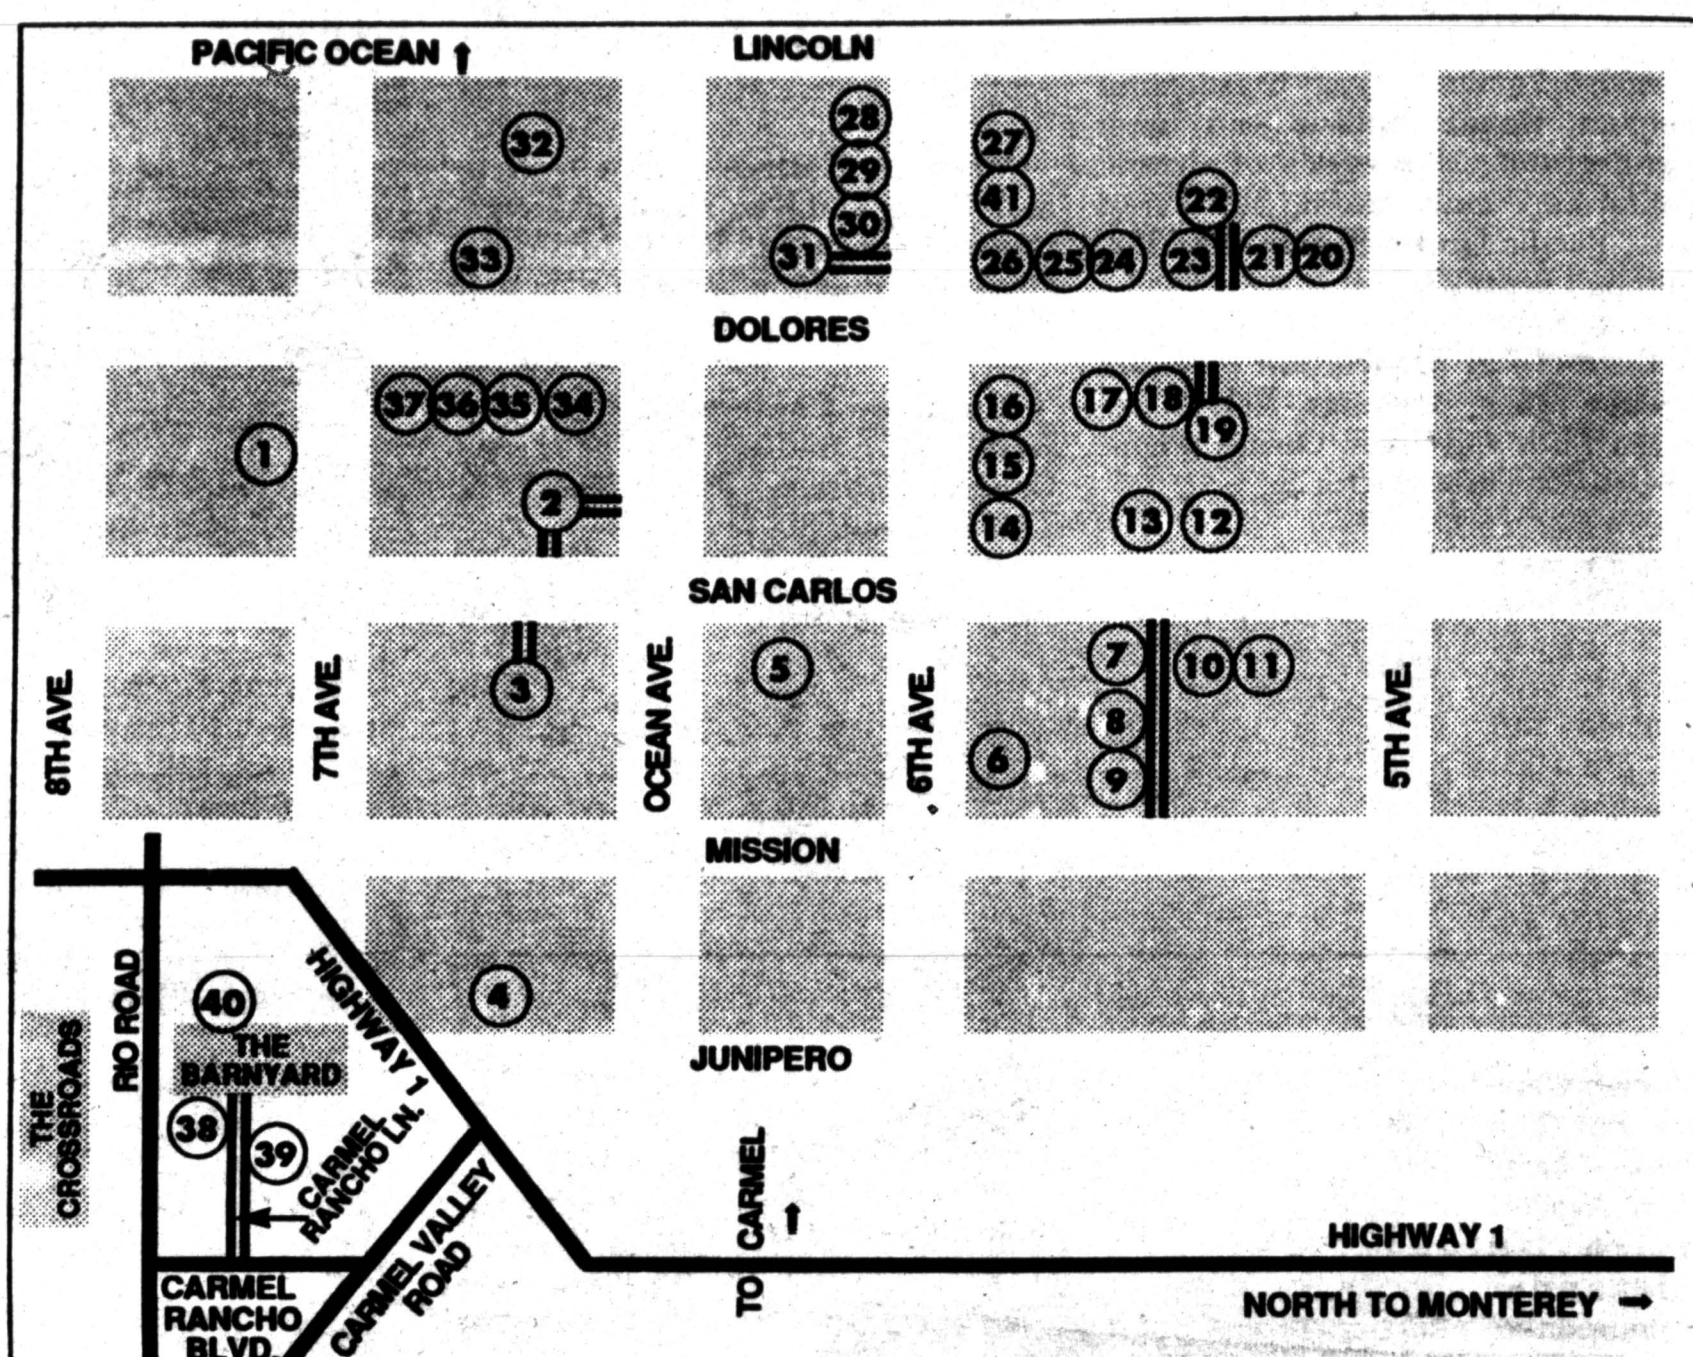 PACIFIC OCEAN ↑
LINCOLN
28
32
27
29
41
22
30
33
31
26
25
24
23
21
20
DOLORES
37
36
35
34
16
17
18
19
1
15
2
14
13
12
SAN CARLOS
8TH AVE.
7TH AVE.
OCEAN AVE.
6TH AVE.
5TH AVE.
3
5
7
10
11
8
6
9
MISSION
RIO ROAD
HIGHWAY 1
4
40
THE
BARNYARD
THE
CROSSROADS
38
39
CARMEL
RANCHO LN.
JUNIPERO
CARMEL VALLEY
ROAD
TO CARMEL ↑
HIGHWAY 1
CARMEL
RANCHO
BLVD.
NORTH TO MONTEREY →